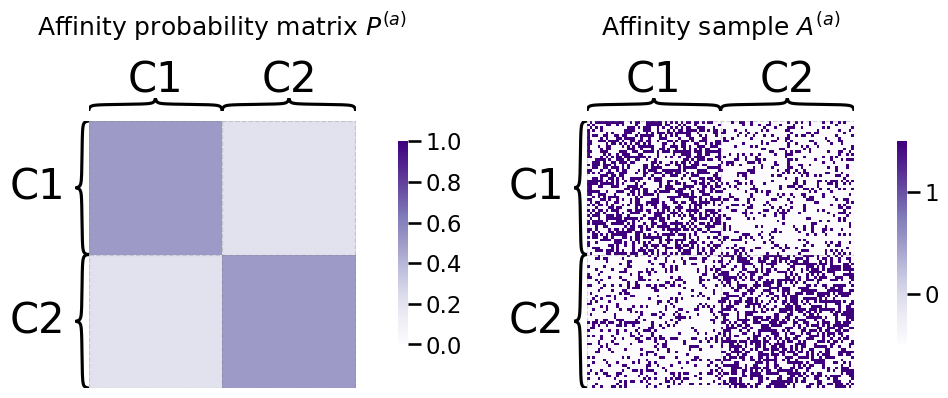 Affinity probability matrix P^(a)
C1 C2
C1
C2
1.0
0.8
0.6
0.4
0.2
0.0
Affinity sample A^(a)
C1 C2
C1
C2
1
0